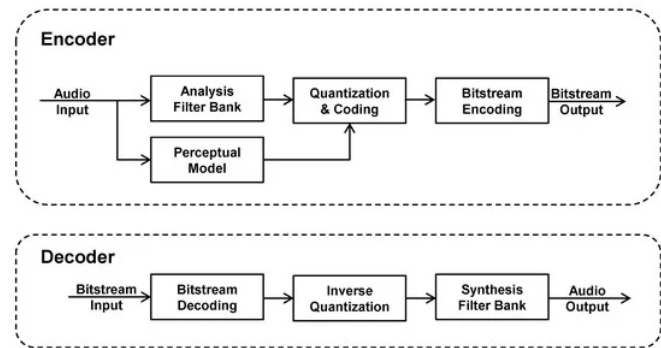 Encoder
Audio
Input
Analysis
Filter Bank
Quantization
& Coding
Bitstream
Encoding
Bitstream
Output
Perceptual
Model
Decoder
Bitstream
Input
Bitstream
Decoding
Inverse
Quantization
Synthesis
Filter Bank
Audio
Output